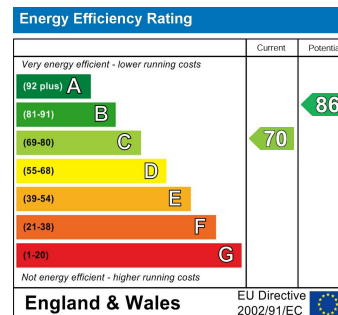 Energy Efficiency Rating
Current Potentia
Very energy efficient - lower running costs
(92 plus) A
(81-91) B
86
(69-80) C
70
(55-68) D
(39-54) E
(21-38) F
(1-20) G
Not energy efficient - higher running costs
England & Wales
EU Directive
2002/91/EC